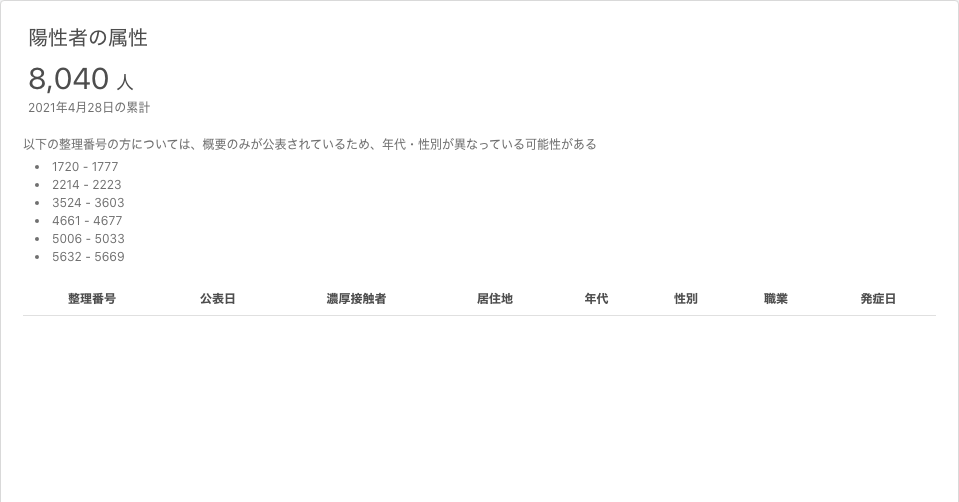 陽性者の属性
8,040 人
2021年4月28日の累計
以下の整理番号の方については、概要のみが公表されているため、年代・性別が異なっている可能性がある
• 1720 - 1777
• 2214 - 2223
• 3524 - 3603
• 4661 - 4677
• 5006 - 5033
• 5632 - 5669
整理番号 公表日 濃厚接触者 居住地 年代 性別 職業 発症日